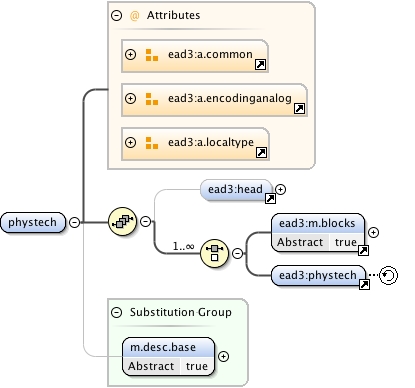 @ Attributes
ead3:a.common
ead3:a.encodinganalog
ead3:a.localtype
ead3:head
phystech
1..∞
ead3:m.blocks
Abstract true
ead3:phystech
Substitution Group
m.desc.base
Abstract true